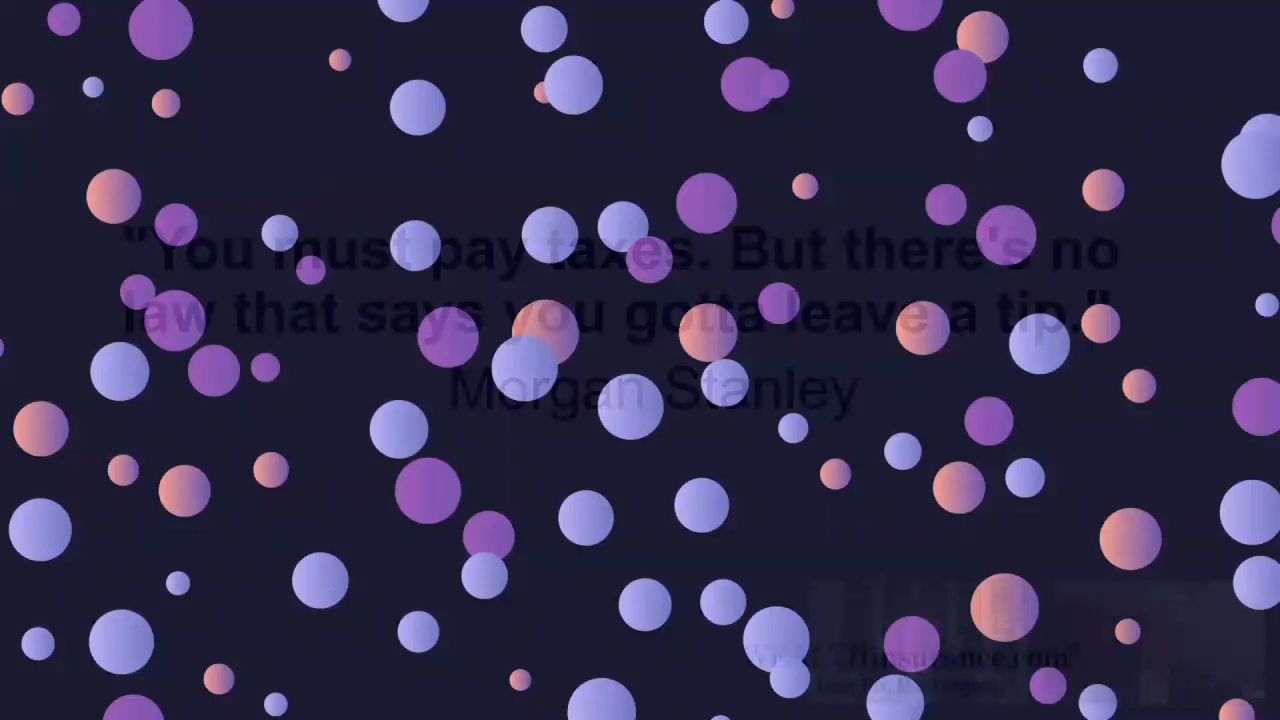 "You must pay taxes. But there's no
law that says you gotta leave a tip."
Morgan Stanley